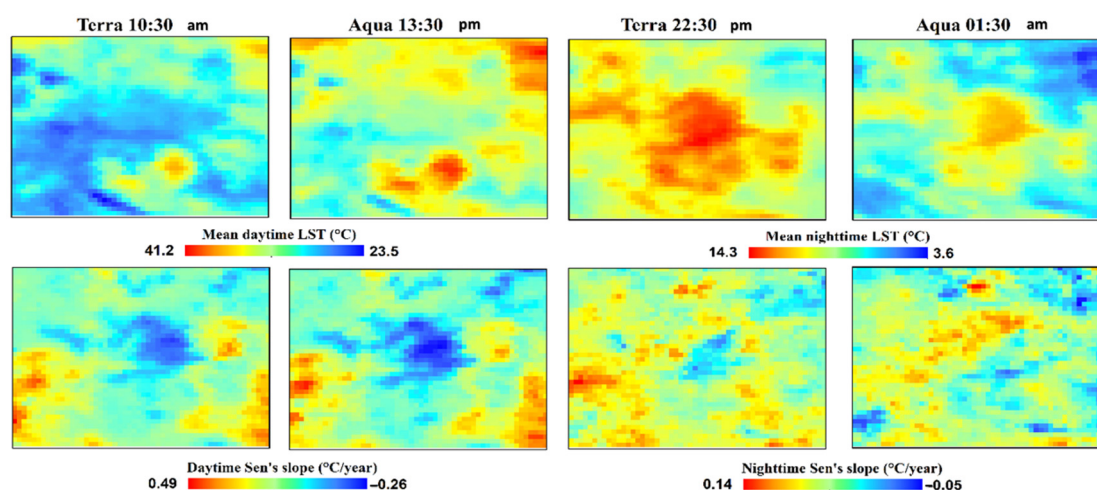 Terra 10:30 am Aqua 13:30 pm Terra 22:30 pm Aqua 01:30 am
Mean daytime LST (°C) Mean nighttime LST (°C)
41.2 23.5 14.3 3.6
Daytime Sen's slope (°C/year) Nighttime Sen's slope (°C/year)
0.49 −0.26 0.14 −0.05